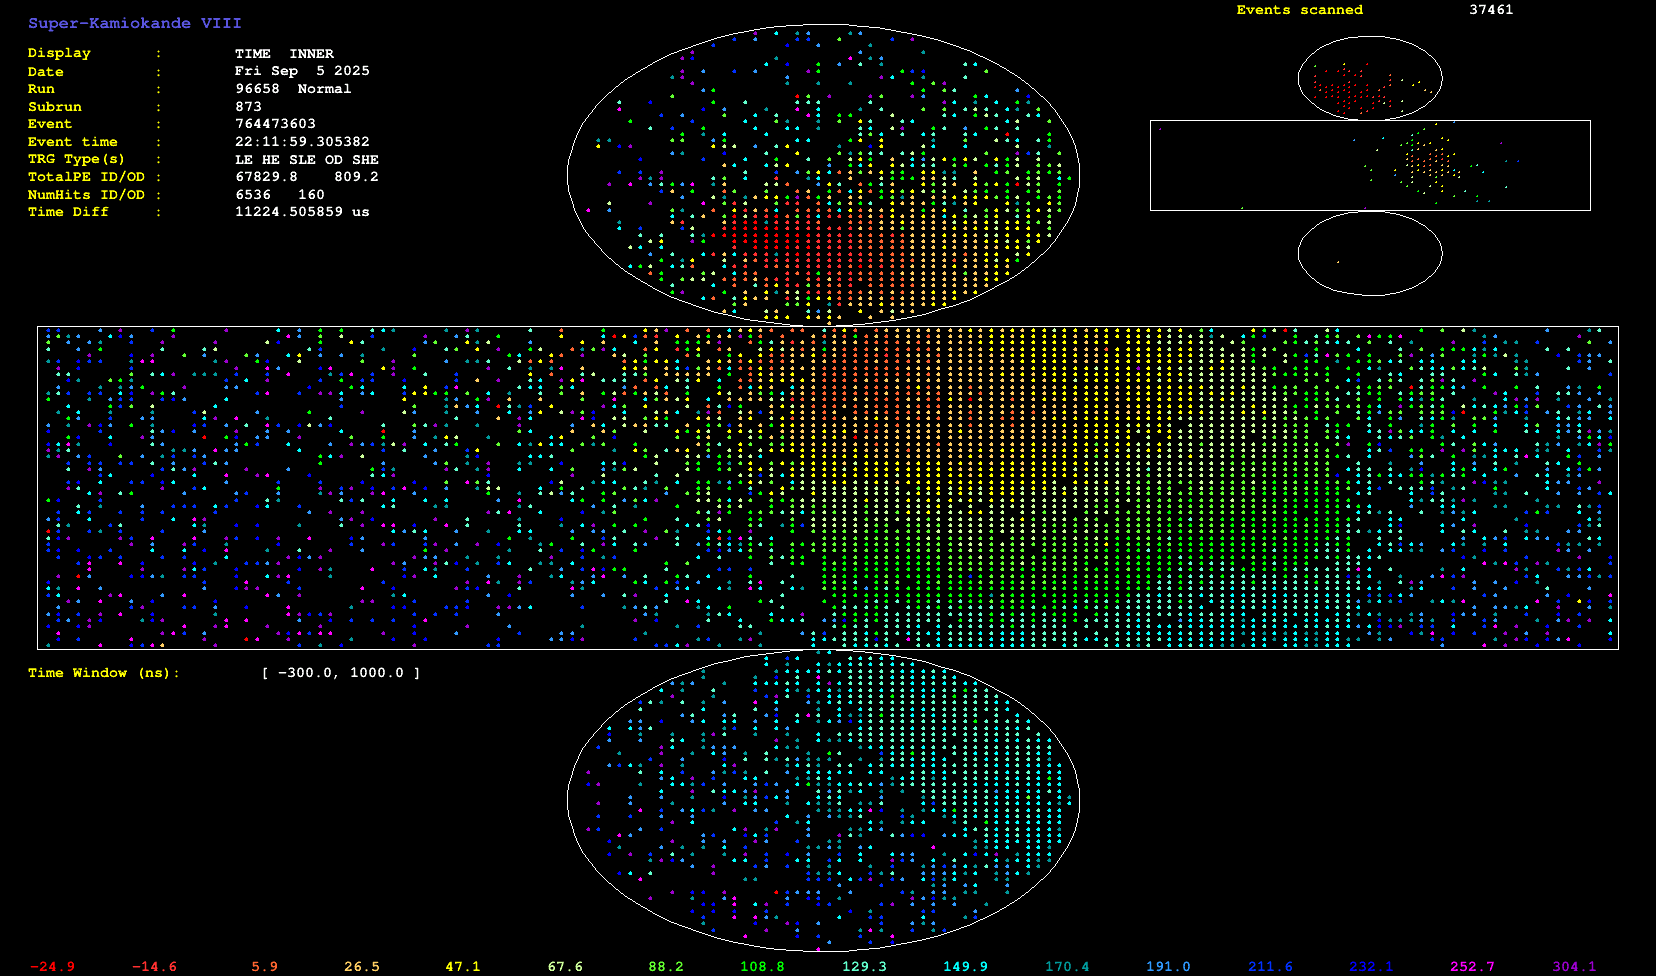 Super-Kamiokande VIII
Events scanned 37461
Display : TIME INNER
Date : Fri Sep 5 2025
Run : 96658 Normal
Subrun : 873
Event : 764473603
Event time : 22:11:59.305382
TRG Type(s) : LE HE SLE OD SHE
TotalPE ID/OD : 67829.8 809.2
NumHits ID/OD : 6536 160
Time Diff : 11224.505859 us
Time Window (ns): [ -300.0, 1000.0 ]
-24.9 -14.6 5.9 26.5 47.1 67.6 88.2 108.8 129.3 149.9 170.4 191.0 211.6 232.1 252.7 304.1